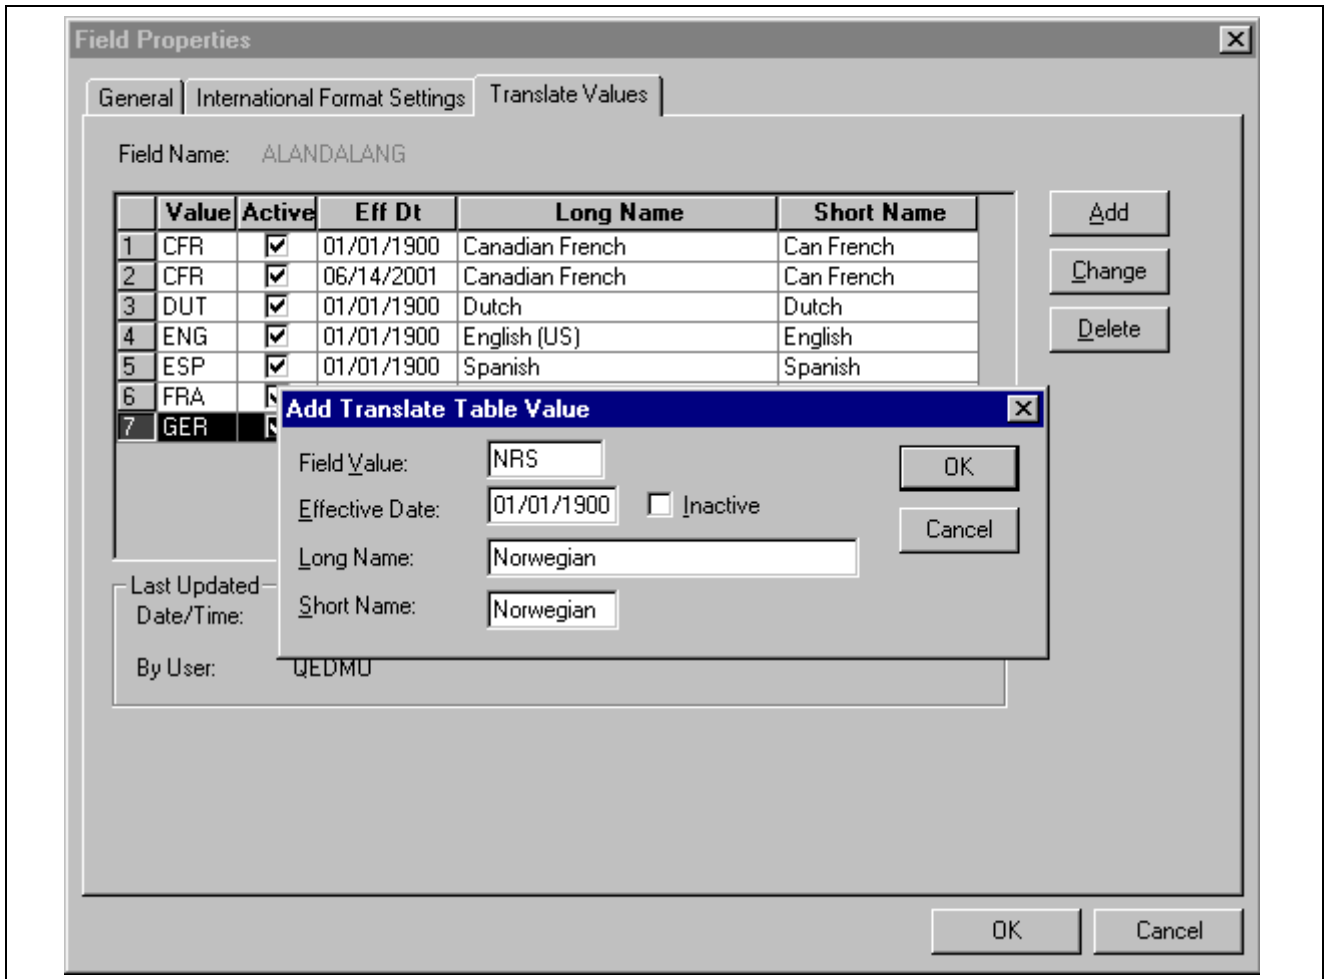 Field Properties
General International Format Settings Translate Values
Field Name: ALANDALANG
Value Active Eff Dt Long Name Short Name
1 CFR 01/01/1900 Canadian French Can French
2 CFR 06/14/2001 Canadian French Can French
3 DUT 01/01/1900 Dutch Dutch
4 ENG 01/01/1900 English (US) English
5 ESP 01/01/1900 Spanish Spanish
6 FRA
7 GER
Add
Change
Delete
Add Translate Table Value
Field Value: NRS
Effective Date: 01/01/1900 Inactive
Long Name: Norwegian
Short Name: Norwegian
OK
Cancel
Last Updated
Date/Time:
By User: QEDMO
OK Cancel